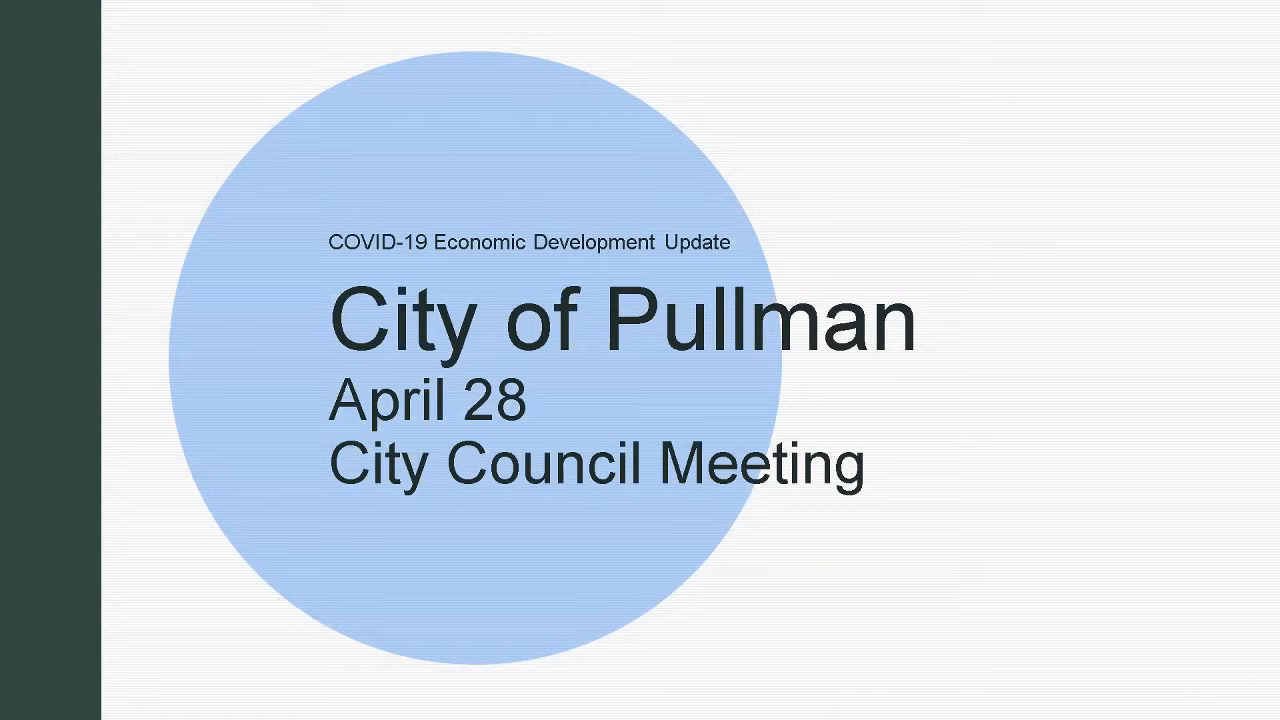 COVID-19 Economic Development Update
City of Pullman
April 28
City Council Meeting